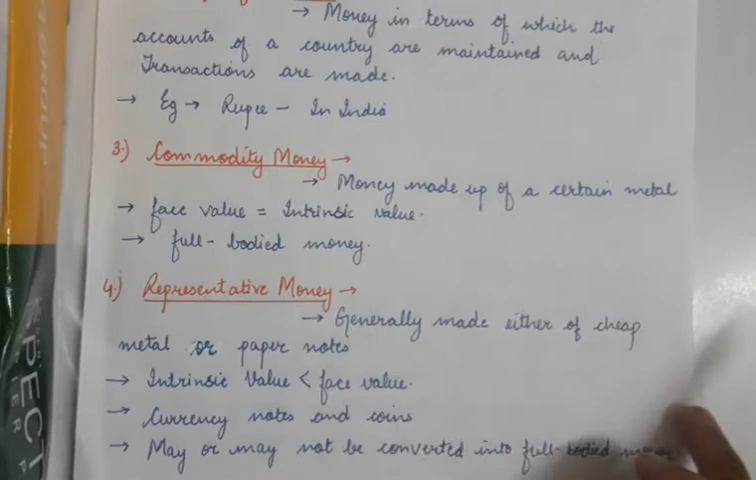 → Money in terms of which the
accounts of a country are maintained and
Transactions are made.
→ Eg → Rupee - In India
3.) Commodity Money →
→ Money made up of a certain metal
→ face value = Intrinsic value.
→ full-bodied money.
4.) Representative Money →
→ Generally made either of cheap
metal or paper notes
→ Intrinsic Value < face value.
→ Currency notes and coins
→ May or may not be converted into full-bodied